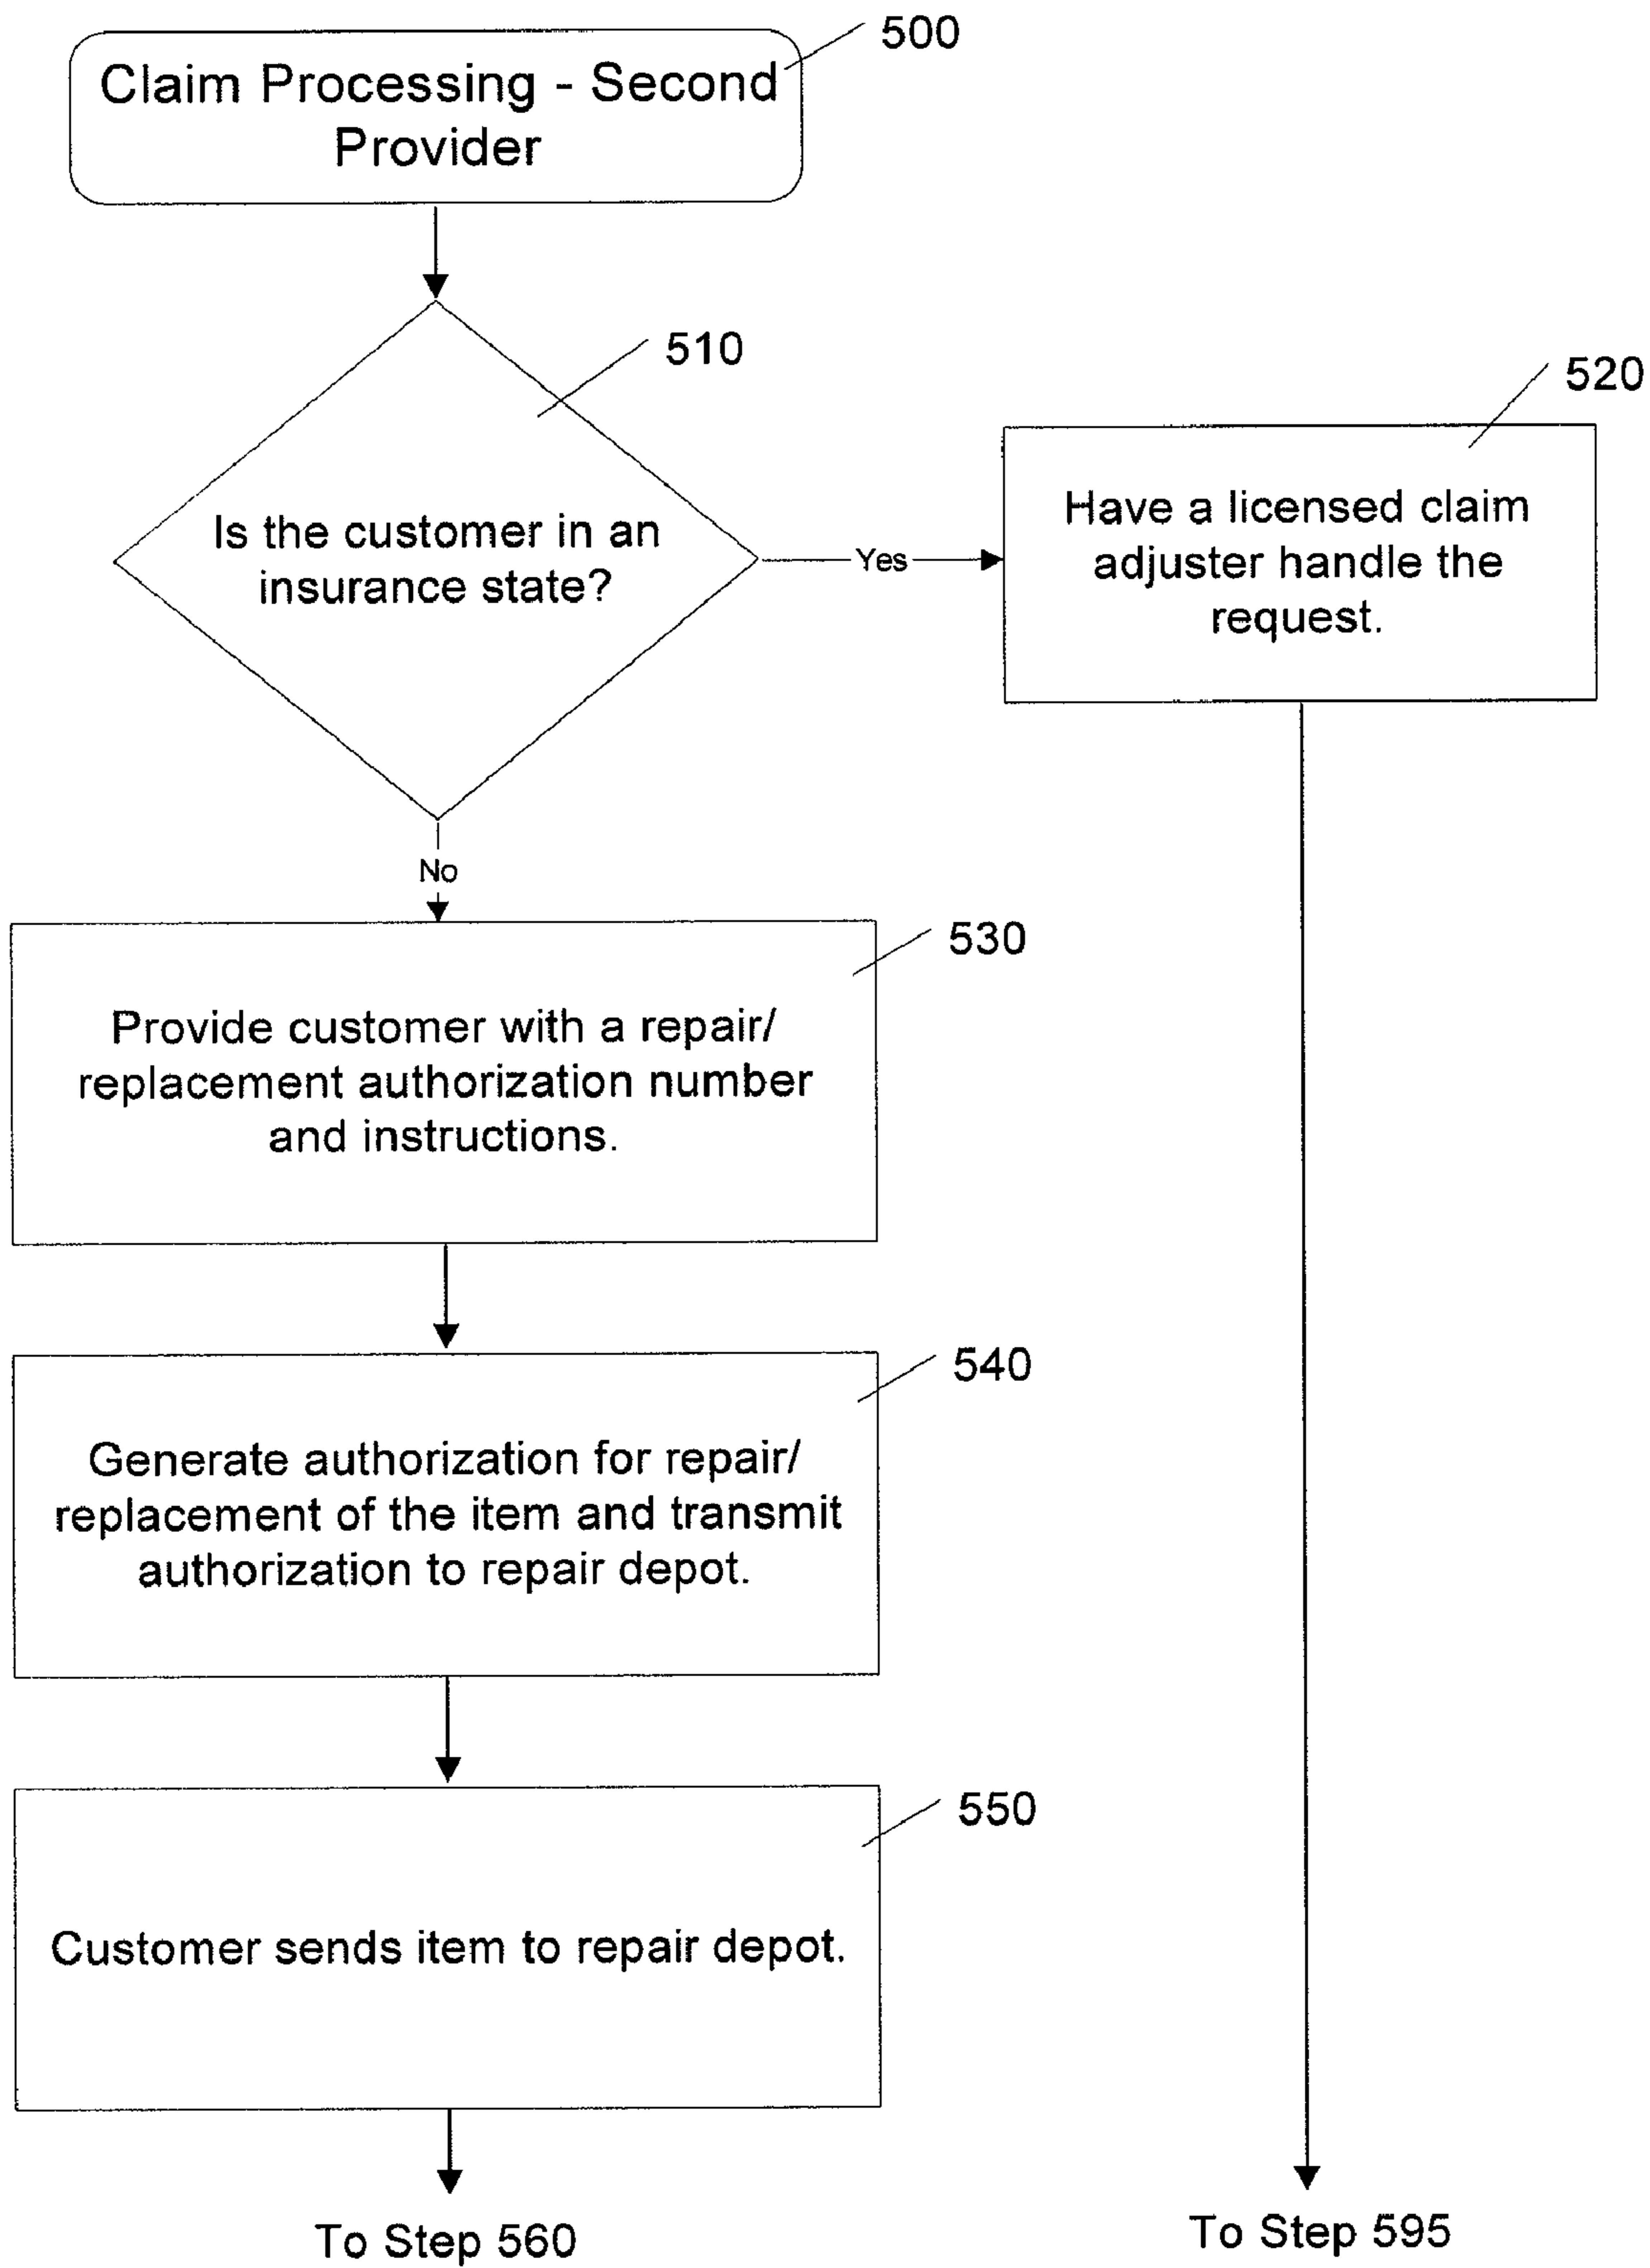 500
Claim Processing - Second
Provider
510
Is the customer in an
insurance state?
Yes
520
Have a licensed claim
adjuster handle the
request.
No
530
Provide customer with a repair/
replacement authorization number
and instructions.
540
Generate authorization for repair/
replacement of the item and transmit
authorization to repair depot.
550
Customer sends item to repair depot.
To Step 560
To Step 595